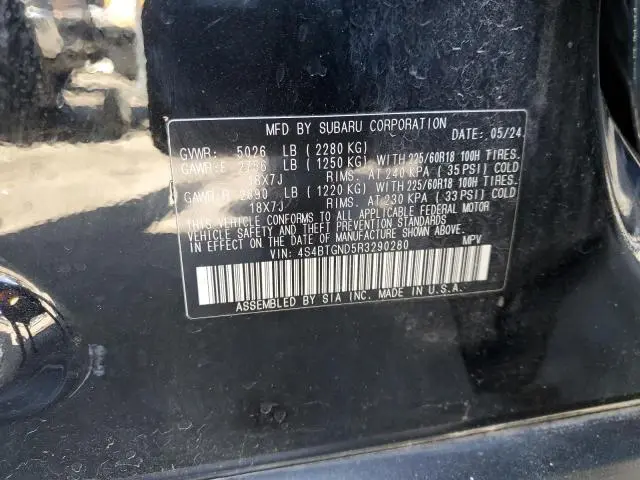 MFD BY SUBARU CORPORATION DATE: 05/24
GVWR: 5026 LB ( 2280 KG)
GAWR:F 2756 LB ( 1250 KG) WITH 225/60R18 100H TIRES.
18X7J RIMS. AT 240 KPA ( 35 PSI) COLD
GAWR:R 2690 LB ( 1220 KG) WITH 225/60R18 100H TIRES.
18X7J RIMS. AT 230 KPA ( 33 PSI) COLD
THIS VEHICLE CONFORMS TO ALL APPLICABLE FEDERAL MOTOR
VEHICLE SAFETY AND THEFT PREVENTION STANDARDS
IN EFFECT ON THE DATE OF MANUFACTURE SHOWN ABOVE.
VIN: 4S4BTGND5R3290280 MPV
ASSEMBLED BY SIA INC. MADE IN U.S.A.